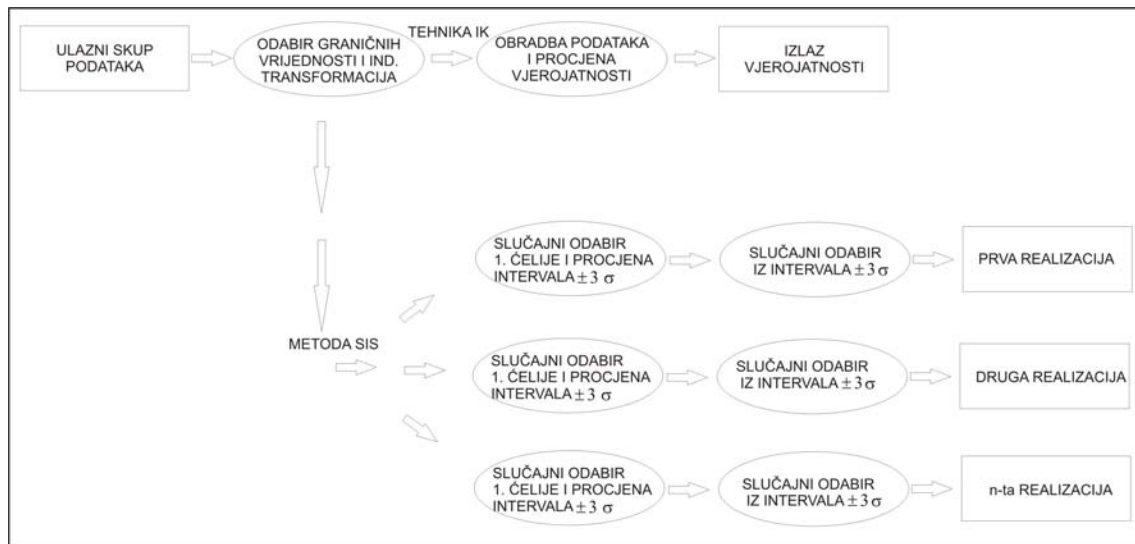 ULAZNI SKUP
PODATAKA
ODABIR GRANIČNIH
VRIJEDNOSTI I IND.
TRANSFORMACIJA
TEHNIKA IK
OBRADBA PODATAKA
I PROCJENA
VJEROJATNOSTI
IZLAZ
VJEROJATNOSTI
METODA SIS
SLUČAJNI ODABIR
1. ĆELIJE I PROCJENA
INTERVALA ±3 σ
SLUČAJNI ODABIR
IZ INTERVALA ±3σ
PRVA REALIZACIJA
SLUČAJNI ODABIR
1. ĆELIJE I PROCJENA
INTERVALA ±3 σ
SLUČAJNI ODABIR
IZ INTERVALA ±3σ
DRUGA REALIZACIJA
SLUČAJNI ODABIR
1. ĆELIJE I PROCJENA
INTERVALA ±3 σ
SLUČAJNI ODABIR
IZ INTERVALA ±3σ
n-ta REALIZACIJA